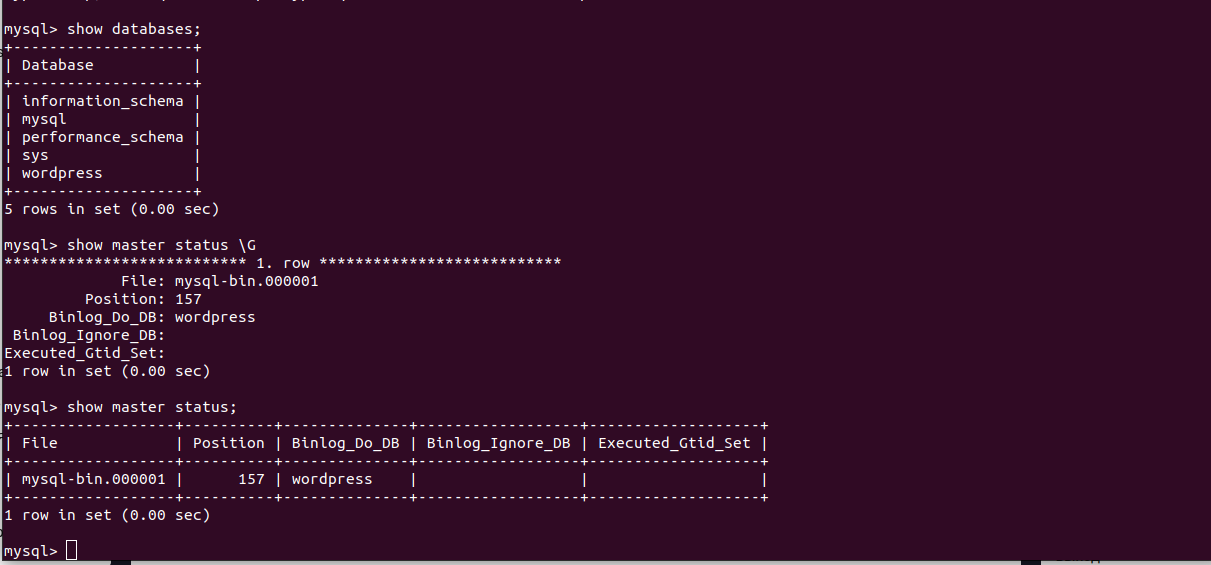 mysql> show databases;
+--------------------+
| Database           |
+--------------------+
| information_schema |
| mysql              |
| performance_schema |
| sys                |
| wordpress          |
+--------------------+
5 rows in set (0.00 sec)
mysql> show master status \G
*************************** 1. row ***************************
             File: mysql-bin.000001
         Position: 157
     Binlog_Do_DB: wordpress
 Binlog_Ignore_DB:
Executed_Gtid_Set:
1 row in set (0.00 sec)
mysql> show master status;
+------------------+----------+--------------+------------------+-------------------+
| File             | Position | Binlog_Do_DB | Binlog_Ignore_DB | Executed_Gtid_Set |
+------------------+----------+--------------+------------------+-------------------+
| mysql-bin.000001 |      157 | wordpress    |                  |                   |
+------------------+----------+--------------+------------------+-------------------+
1 row in set (0.00 sec)
mysql>